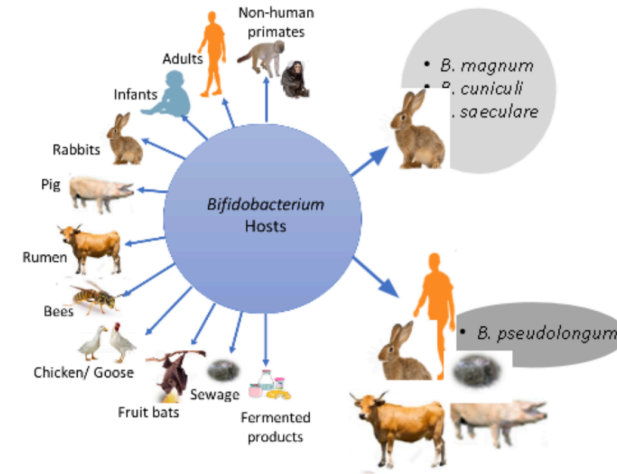 Non-human
primates
Adults
Infants
Rabbits
Pig
Rumen
Bees
Chicken/ Goose
Fruit bats
Sewage
Fermented
products
Bifidobacterium
Hosts
• B. magnum
• B. cuniculi
. saeculare
• B. pseudolongum